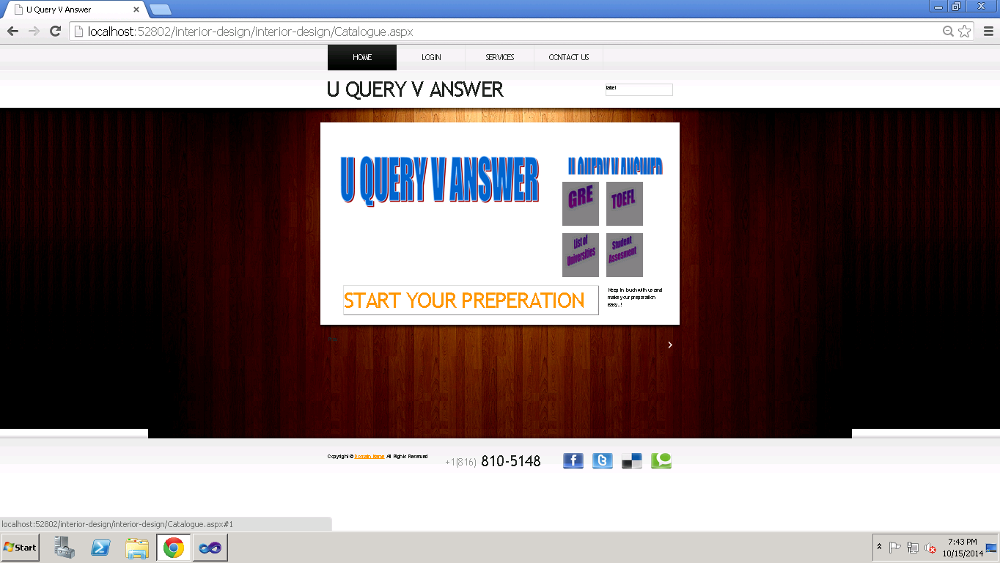 U Query V Answer
localhost:52802/interior-design/interior-design/Catalogue.aspx
HOME LOGIN SERVICES CONTACT US
U QUERY V ANSWER
label
U QUERY V ANSWER
U QUERY V ANSWER
GRE TOEFL
List of Universities
Student Assesment
START YOUR PREPERATION
Keep in touch with us and
make your preparation
easy..!
Copyright © Domain Name. All Rights Reserved
+1(816) 810-5148
localhost:52802/interior-design/interior-design/Catalogue.aspx#1
Start
7:43 PM
10/15/2014